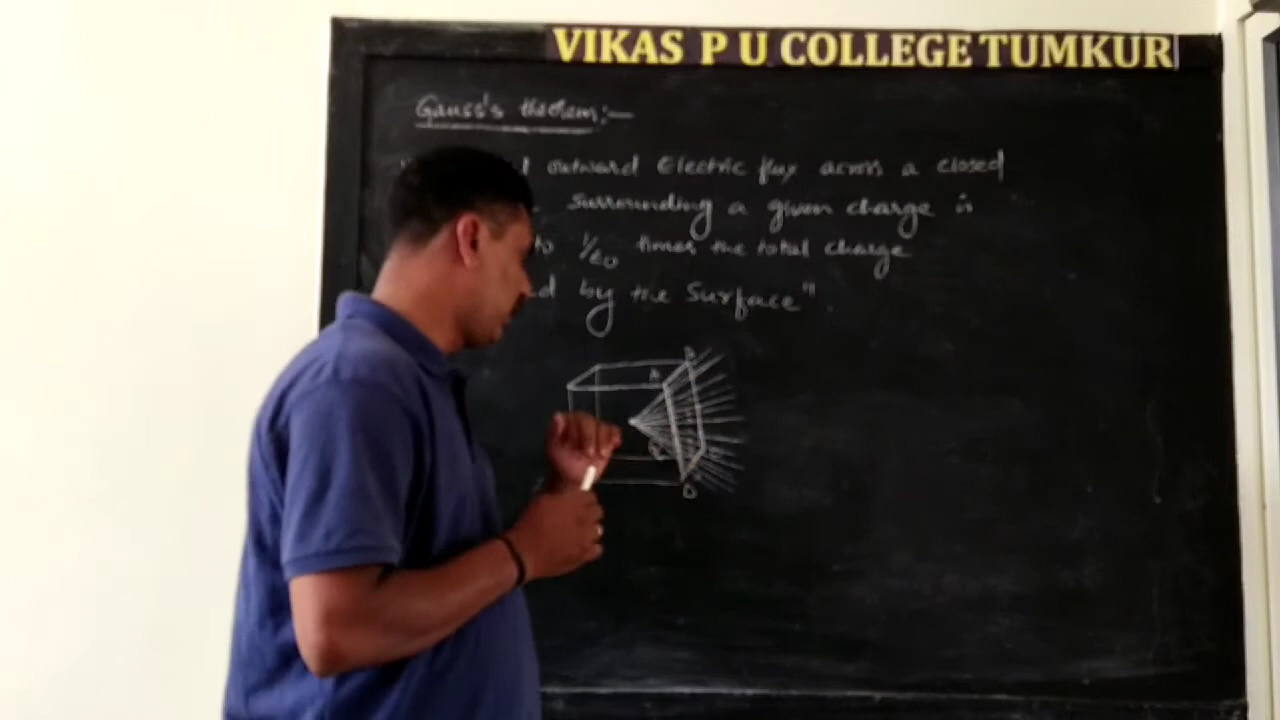 VIKAS P U COLLEGE TUMKUR
Gauss's theorem:-
outward Electric flux across a closed
surrounding a given charge is
to 1/ε0 times the total charge
by the surface".
A
B
D